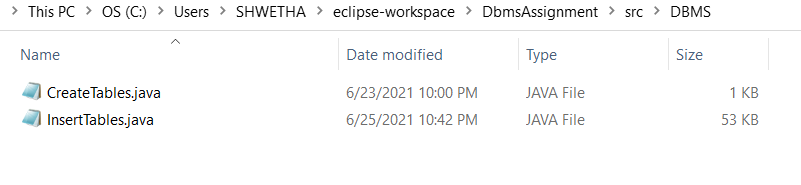 This PC > OS (C:) > Users > SHWETHA > eclipse-workspace > DbmsAssignment > src > DBMS
Name Date modified Type Size
CreateTables.java 6/23/2021 10:00 PM JAVA File 1 KB
InsertTables.java 6/25/2021 10:42 PM JAVA File 53 KB